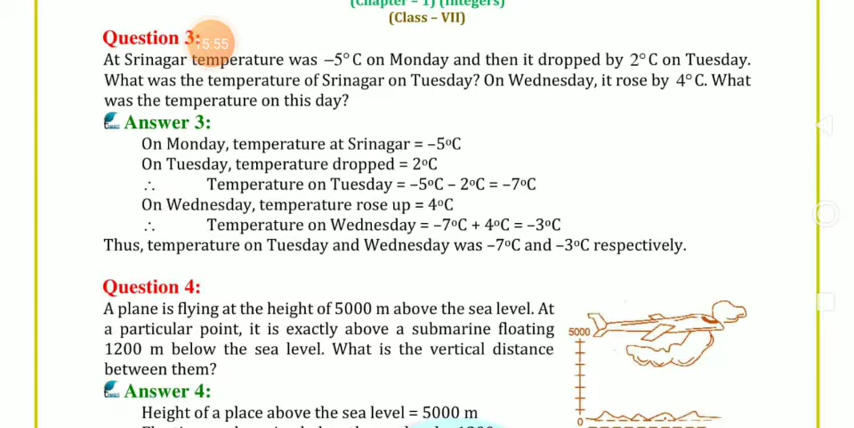 (Chapter – 1) (Integers)
(Class – VII)
Question 3:
15:55
At Srinagar temperature was –5°C on Monday and then it dropped by 2°C on Tuesday.
What was the temperature of Srinagar on Tuesday? On Wednesday, it rose by 4°C. What
was the temperature on this day?
Answer 3:
On Monday, temperature at Srinagar = –5°C
On Tuesday, temperature dropped = 2°C
∴ Temperature on Tuesday = –5°C – 2°C = –7°C
On Wednesday, temperature rose up = 4°C
∴ Temperature on Wednesday = –7°C + 4°C = –3°C
Thus, temperature on Tuesday and Wednesday was –7°C and –3°C respectively.
Question 4:
A plane is flying at the height of 5000 m above the sea level. At
a particular point, it is exactly above a submarine floating
1200 m below the sea level. What is the vertical distance
between them?
5000
0
Answer 4:
Height of a place above the sea level = 5000 m